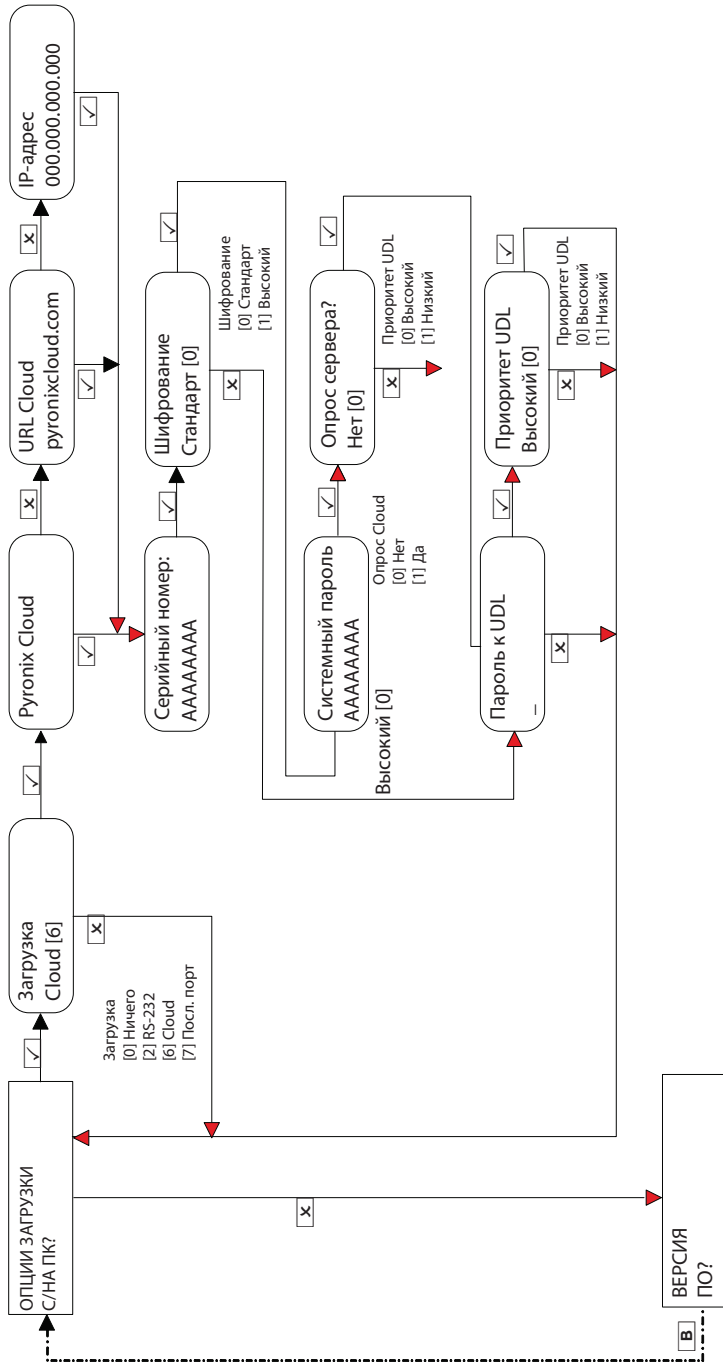 ОПЦИИ ЗАГРУЗКИ
С/НА ПК?
Загрузка
Cloud [6]
Pyronix Cloud
URL Cloud
pyronixcloud.com
IP-адрес
000.000.000.000
Загрузка
[0] Ничего
[2] RS-232
[6] Cloud
[7] Посл. порт
Серийный номер:
AAAAAAAAA
Шифрование
Стандарт [0]
Шифрование
[0] Стандарт
[1] Высокий
Системный пароль
AAAAAAAAA
Высокий [0]
Опрос Cloud
[0] Нет
[1] Да
Опрос сервера?
Нет [0]
Приоритет UDL
[0] Высокий
[1] Низкий
Пароль к UDL
_
Приоритет UDL
Высокий [0]
Приоритет UDL
[0] Высокий
[1] Низкий
ВЕРСИЯ
ПО?
B